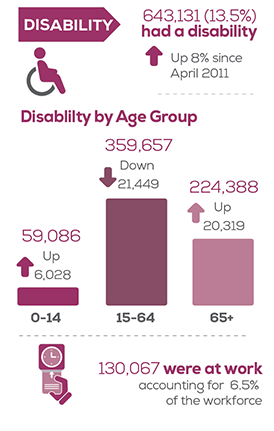 DISABILITY
643,131 (13.5%)
had a disability
Up 8% since
April 2011
Disablilty by Age Group
359,657
Down
21,449
224,388
Up
20,319
59,086
Up
6,028
0-14
15-64
65+
130,067 were at work
accounting for 6.5%
of the workforce